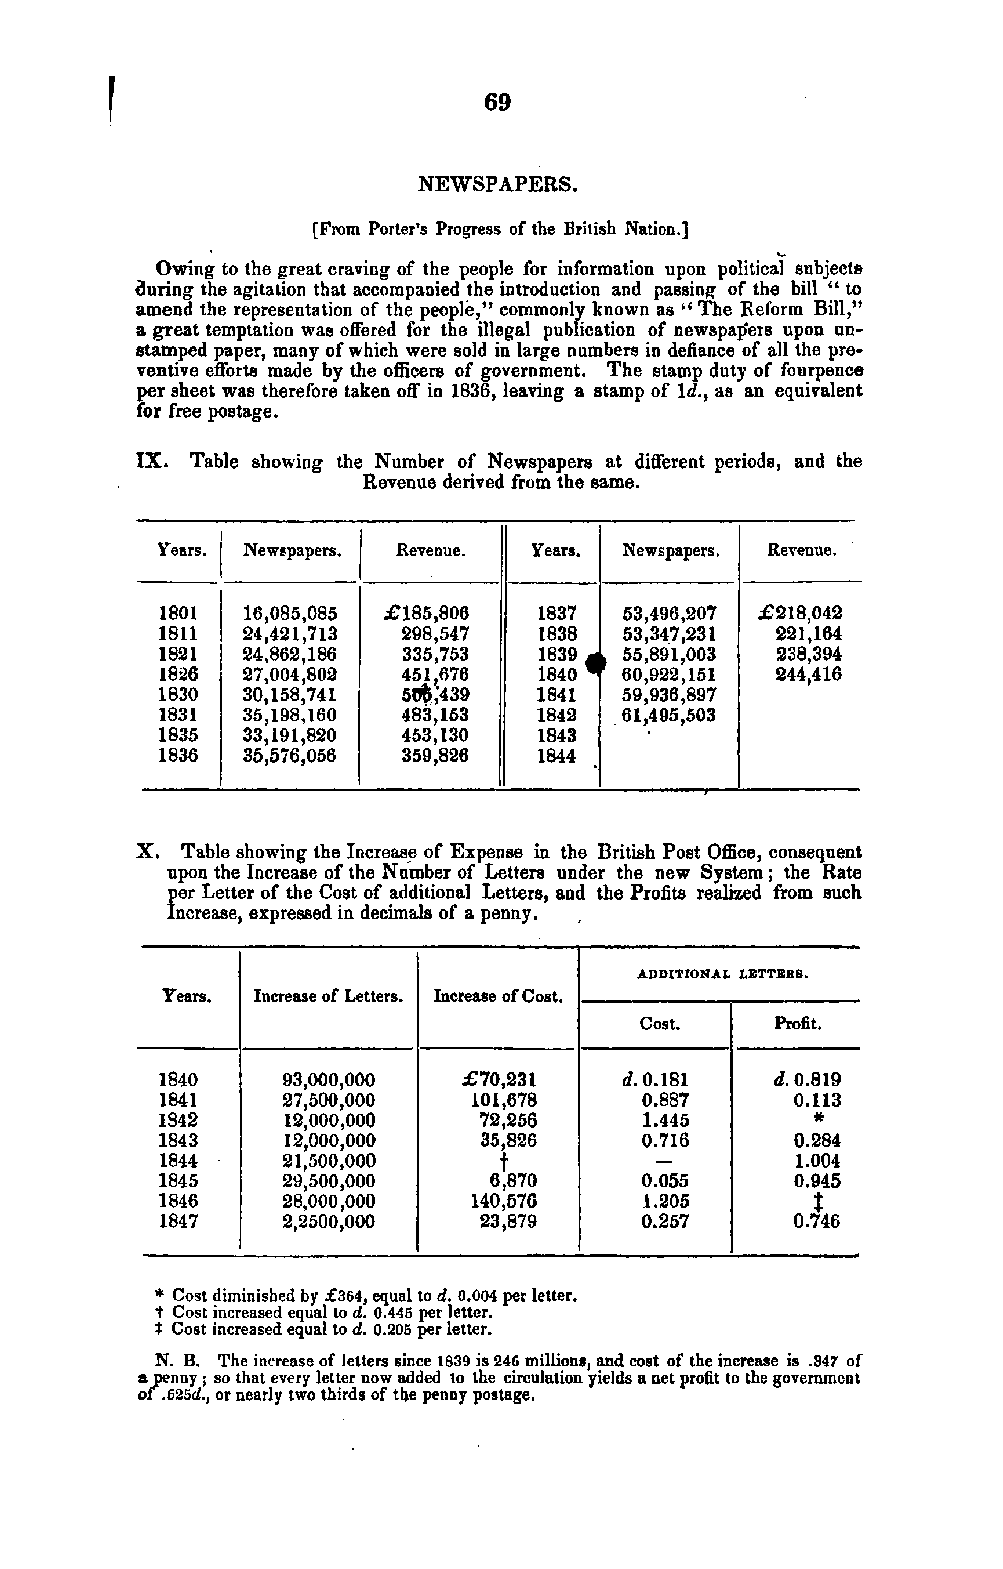 69
NEWSPAPERS.
[From Porter's Progress of the British Nation.]
Owing to the great craving of the people for information upon political subjects
during the agitation that accompanied the introduction and passing of the bill "to
amend the representation of the people," commonly known as "The Reform Bill,"
a great temptation was offered for the illegal publication of newspapers upon un-
stamped paper, many of which were sold in large numbers in defiance of all the pre-
ventive efforts made by the officers of government. The stamp duty of fourpence
per sheet was therefore taken off in 1836, leaving a stamp of 1d., as an equivalent
for free postage.
IX. Table showing the Number of Newspapers at different periods, and the
Revenue derived from the same.
Years. Newspapers. Revenue. Years. Newspapers. Revenue.
1801 16,085,085 £185,806 1837 53,496,207 £218,042
1811 24,421,713 298,547 1838 53,347,231 221,164
1821 24,862,186 335,753 1839 55,891,003 238,394
1826 27,004,802 451,676 1840 60,922,151 244,416
1830 30,158,741 1841 59,936,897
1831 35,198,160 483,153 1842 61,495,503
1835 33,191,820 453,130 1843
1836 35,576,056 359,826 1844
X. Table showing the Increase of Expense in the British Post Office, consequent
upon the Increase of the Number of Letters under the new System; the Rate
per Letter of the Cost of additional Letters, and the Profits realized from such
Increase, expressed in decimals of a penny.
ADDITIONAL LETTERS.
Years. Increase of Letters. Increase of Cost.
Cost. Profit.
1840 93,000,000 £70,231 d. 0.181 d. 0.819
1841 27,500,000 101,678 0.887 0.113
1842 12,000,000 72,256 1.445 *
1843 12,000,000 35,826 0.716 0.284
1844 21,500,000 † — 1.004
1845 29,500,000 6,870 0.055 0.945
1846 28,000,000 140,576 1.205 ‡
1847 2,2500,000 23,879 0.257 0.746
* Cost diminished by £364, equal to d. 0.004 per letter.
† Cost increased equal to d. 0.445 per letter.
‡ Cost increased equal to d. 0.205 per letter.
N. B. The increase of letters since 1839 is 246 millions, and cost of the increase is .347 of
a penny; so that every letter now added to the circulation yields a net profit to the government
of .625d., or nearly two thirds of the penny postage.